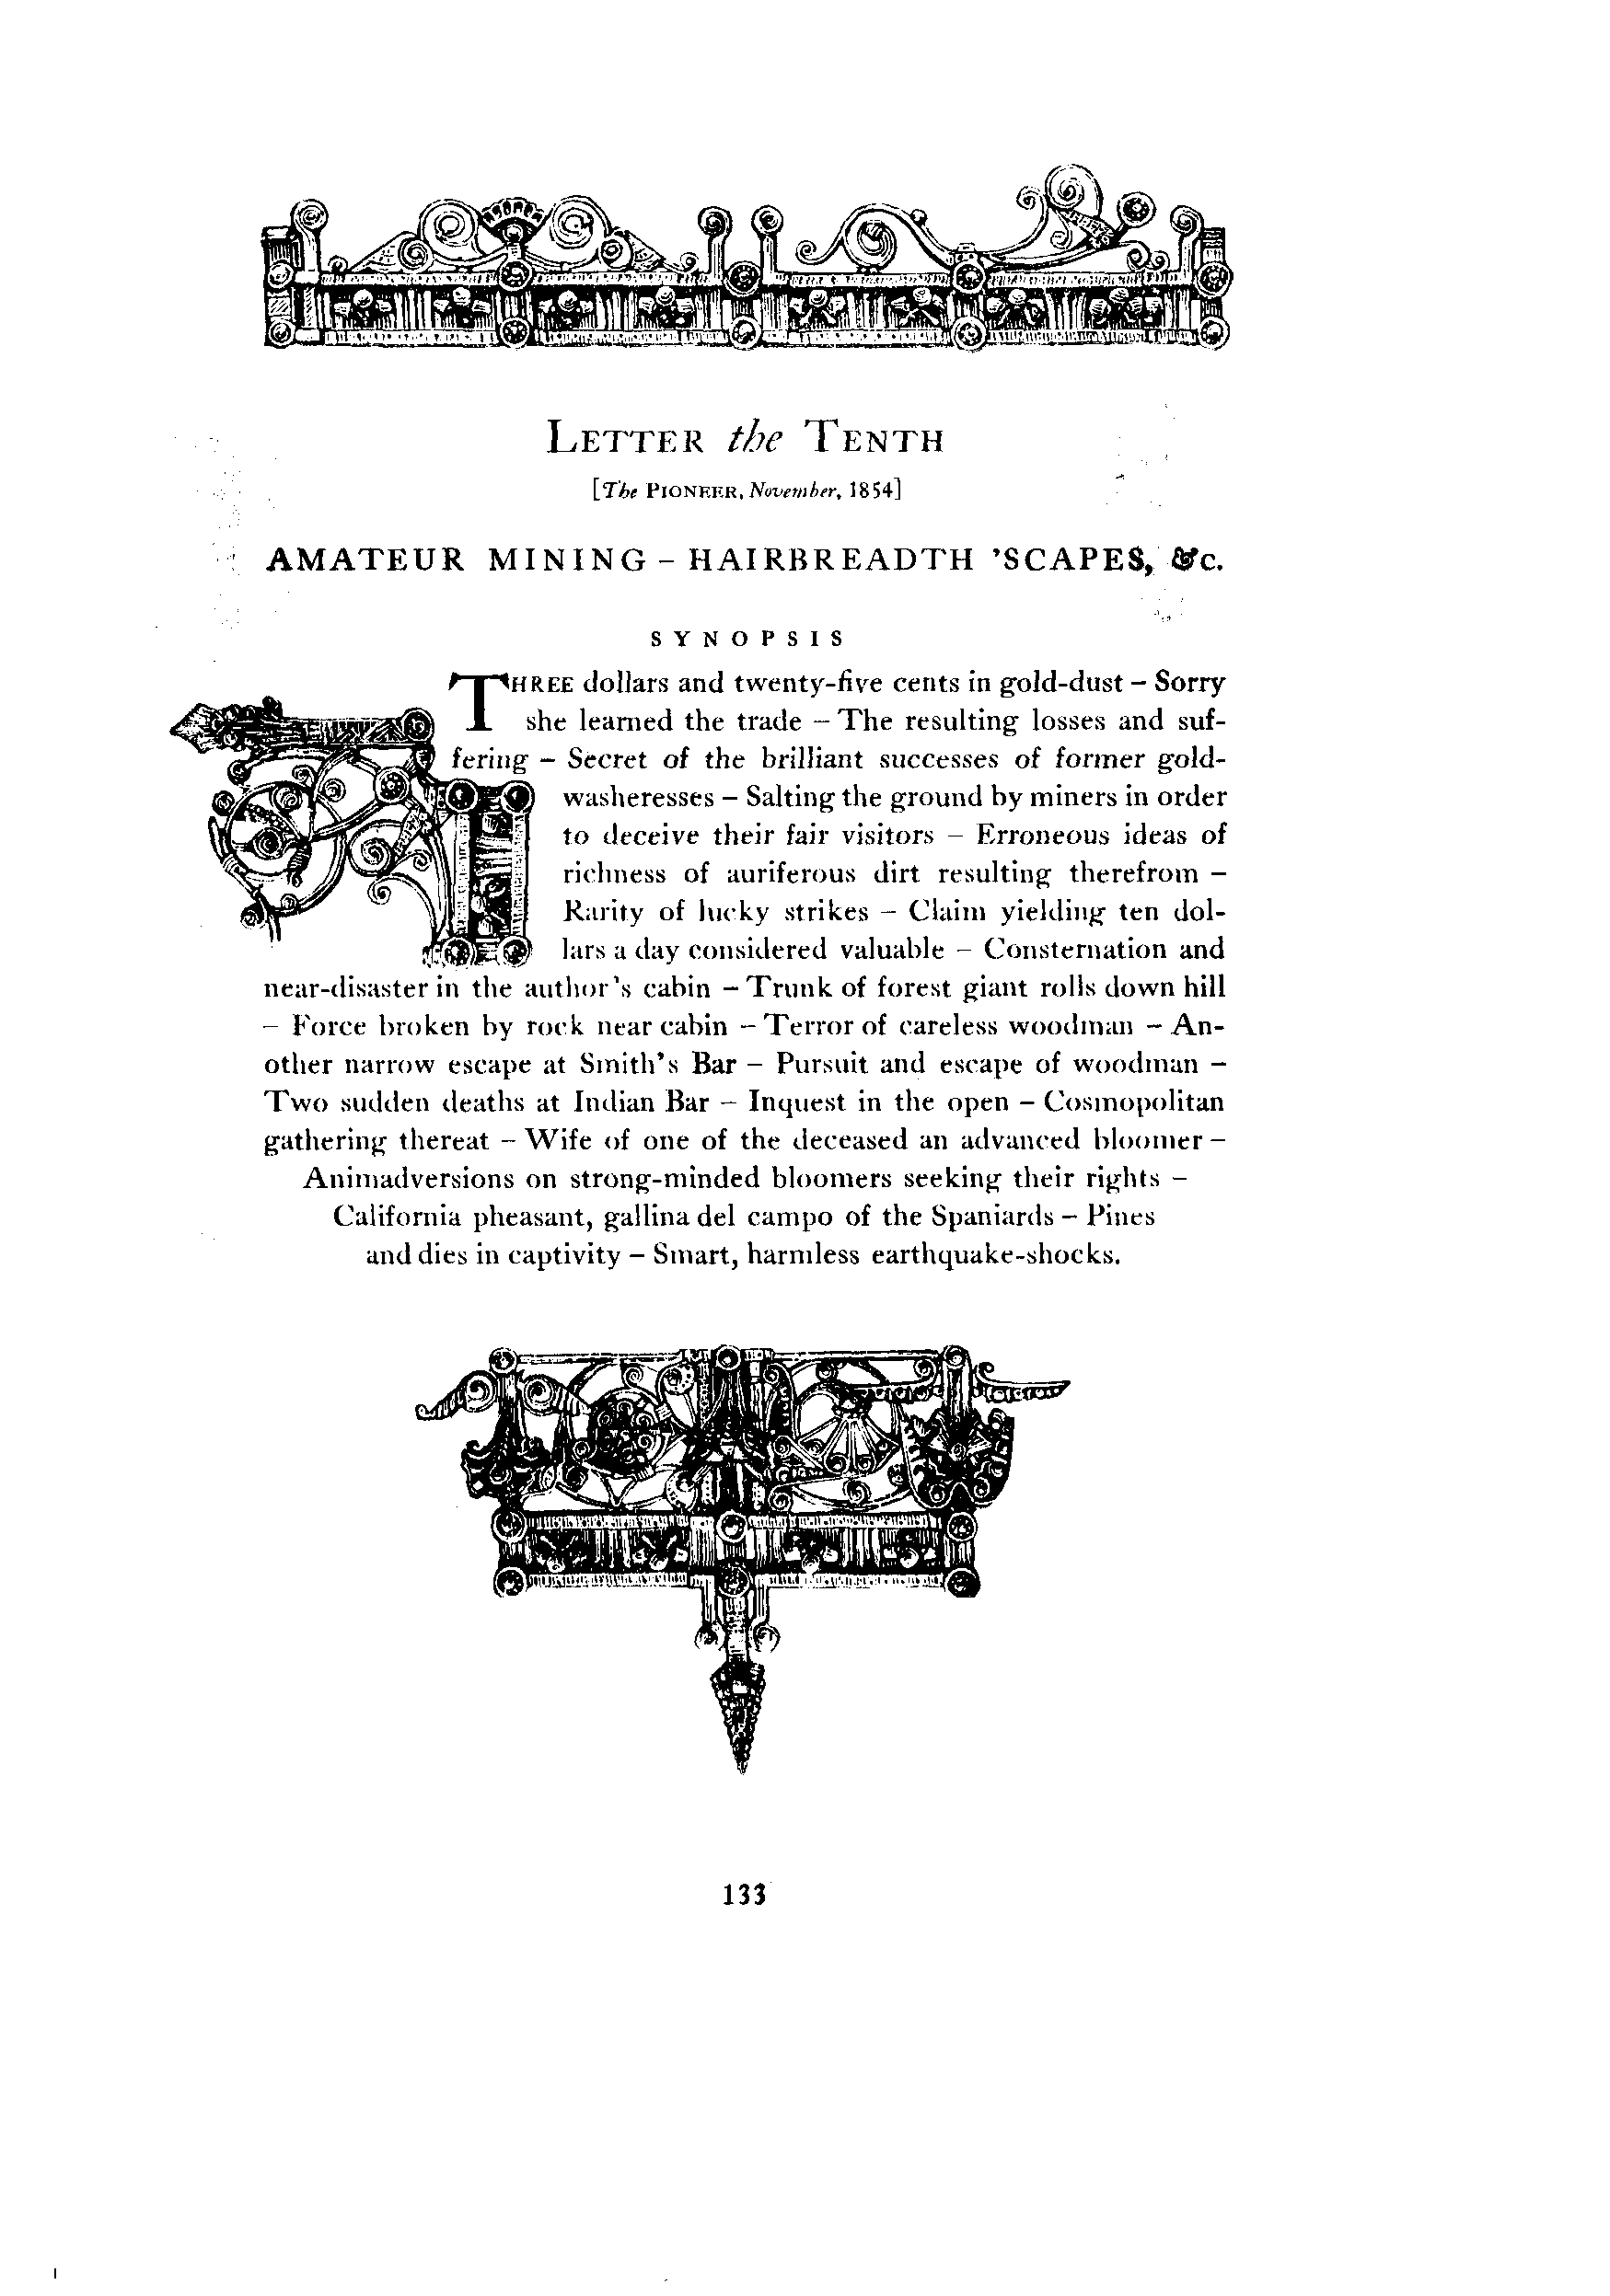 LETTER the TENTH
[The PIONEER, November, 1854]
AMATEUR MINING – HAIRBREADTH 'SCAPES, &c.
SYNOPSIS
THREE dollars and twenty-five cents in gold-dust – Sorry
she learned the trade – The resulting losses and suf-
fering – Secret of the brilliant successes of former gold-
washeresses – Salting the ground by miners in order
to deceive their fair visitors – Erroneous ideas of
richness of auriferous dirt resulting therefrom –
Rarity of lucky strikes – Claim yielding ten dol-
lars a day considered valuable – Consternation and
near-disaster in the author's cabin – Trunk of forest giant rolls down hill
– Force broken by rock near cabin – Terror of careless woodman – An-
other narrow escape at Smith's Bar – Pursuit and escape of woodman –
Two sudden deaths at Indian Bar – Inquest in the open – Cosmopolitan
gathering thereat – Wife of one of the deceased an advanced bloomer –
Animadversions on strong-minded bloomers seeking their rights –
California pheasant, gallina del campo of the Spaniards – Pines
and dies in captivity – Smart, harmless earthquake-shocks.
133